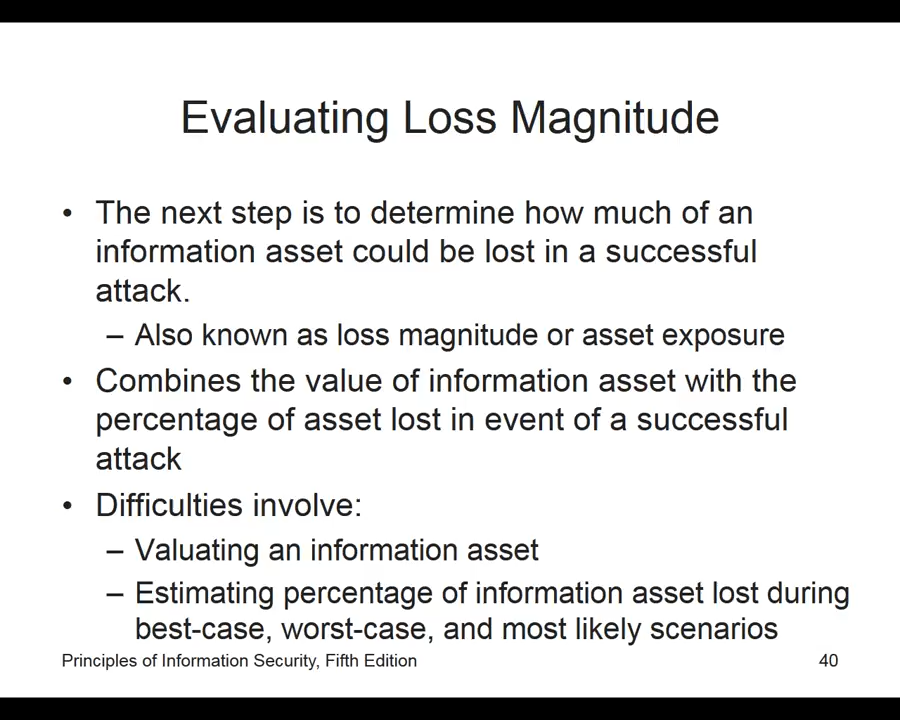 Evaluating Loss Magnitude
• The next step is to determine how much of an
information asset could be lost in a successful
attack.
– Also known as loss magnitude or asset exposure
• Combines the value of information asset with the
percentage of asset lost in event of a successful
attack
• Difficulties involve:
– Valuating an information asset
– Estimating percentage of information asset lost during
best-case, worst-case, and most likely scenarios
Principles of Information Security, Fifth Edition 40